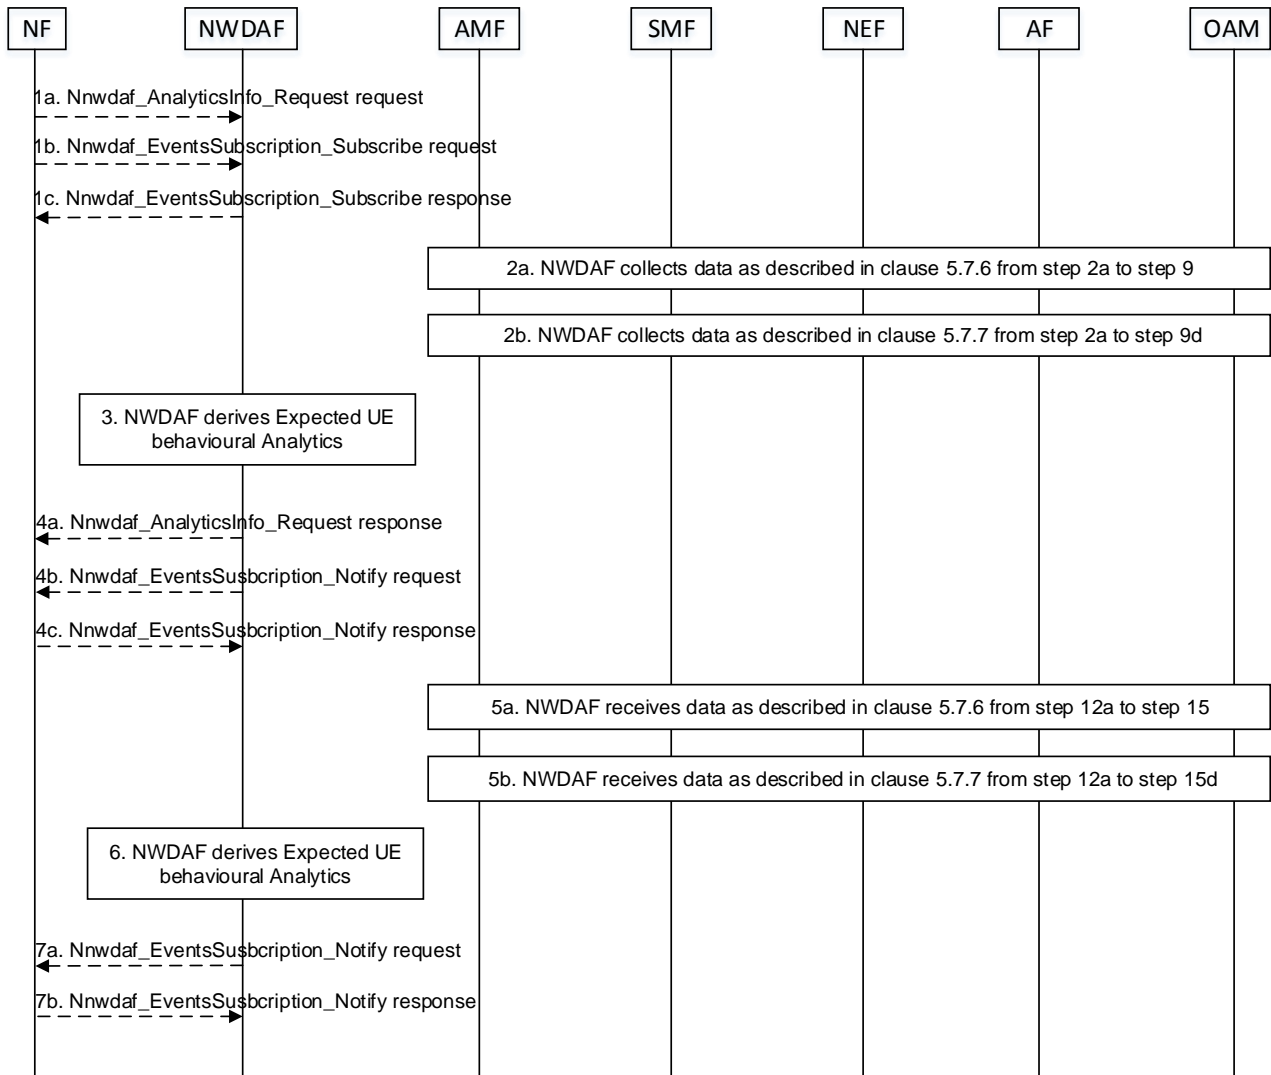 NF
NWDAF
AMF
SMF
NEF
AF
OAM
1a. Nnwdaf_AnalyticsInfo_Request request
1b. Nnwdaf_EventsSubscription_Subscribe request
1c. Nnwdaf_EventsSubscription_Subscribe response
2a. NWDAF collects data as described in clause 5.7.6 from step 2a to step 9
2b. NWDAF collects data as described in clause 5.7.7 from step 2a to step 9d
3. NWDAF derives Expected UE
behavioural Analytics
4a. Nnwdaf_AnalyticsInfo_Request response
4b. Nnwdaf_EventsSusbcription_Notify request
4c. Nnwdaf_EventsSusbcription_Notify response
5a. NWDAF receives data as described in clause 5.7.6 from step 12a to step 15
5b. NWDAF receives data as described in clause 5.7.7 from step 12a to step 15d
6. NWDAF derives Expected UE
behavioural Analytics
7a. Nnwdaf_EventsSusbcription_Notify request
7b. Nnwdaf_EventsSusbcription_Notify response